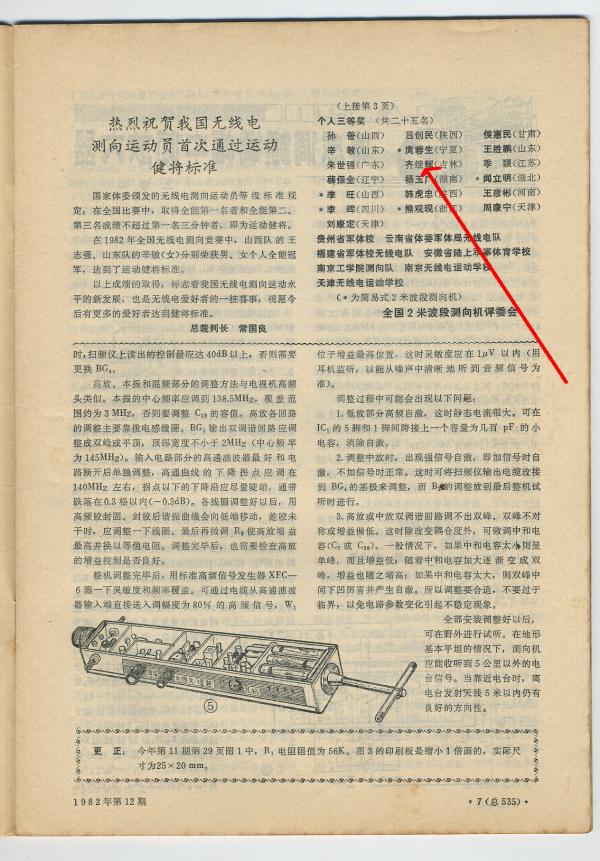 热烈祝贺我国无线电
测向运动员首次通过运动
健将标准
国家体委颁发的无线电测向运动员等级标准规
定，在全国比赛中，取得全能第一名者和全能第二、
第三名成绩不超过第一名三分钟者，即为运动健将。
在1982年全国无线电测向竞赛中，山西队的王
志强、山东队的辛敏(女)分别荣获男、女个人全能冠
军，达到了运动健将标准。
以上成绩的取得，标志着我国无线电测向运动水
平的新发展，也是无线电爱好者的一桩喜事，祝愿今
后有更多的爱好者达到健将标准。
总裁判长 常国良
(上接第3页)
个人三等奖 (共二十五名)
孙善(山西) 吕创民(陕西) 侯惠民(甘肃)
辛敏(山东) *庹蓉生(宁夏) 王胜鹏(山东)
朱世强(广东) 齐继辉(吉林) 季颖(江苏)
薛保全(辽宁) 杨玉(湖南) *闻立明(湖北)
*李旺(山西) 韩虎忠 王彦彬(河南)
*李晖(四川) *熊观现(浙江) 周康宁(天津)
刘康定(天津)
贵州省军体校 云南省体委军体局无线电队
福建省军体校无线电队 安徽省陆上军事体育学校
南京工学院测向队 南京无线电运动学校
天津无线电运动学校
(*为简易式2米波段测向机)
全国2米波段测向机评委会
时，扫频仪上读出的控制量应达40dB以上，否则需要
更换BG₄。
高放、本振和混频部分的调整方法与电视机高频
头类似。本振的中心频率应调到138.5MHz，覆盖范
围约为3MHz，否则要调整C₂₃的容值。高放各回路
的调整主要靠拨电感线圈。BG₁输出双调谐回路应调
整成双峰或平顶，顶部宽度不小于2MHz(中心频率
为145MHz)。输入电路部分的高通滤波器最好和电
路断开后单独调整，高通曲线的下降拐点应调在
140MHz左右，拐点以下的下降沿应尽量陡峭，通带
跌落在0.3格以内(-0.3dB)。各线圈调整好以后，用
高频胶封固。封胶后谐振曲线会向低端移动，趁胶未
干时，应调整一下线圈。最后再微调R₁使高放增益
最高并换以等值电阻。调整完毕后，也需要检查高放
的增益控制是否良好。
整机调整完毕后，用标准高频信号发生器XFC—
6测一下灵敏度和频率覆盖。可通过电缆从高通滤波
器输入端直接送入调幅度为80%的高频信号，W₁
位于增益最高位置，这时灵敏度应在1μV以内(用
耳机监听，以能从噪声中清晰地听到音频信号为
准)。
调整过程中可能会出现以下问题：
1.低放部分高频自激，这时静态电流很大。可在
IC₁的5脚和1脚间跨接上一个容量为几百pF的小
电容，消除自激。
2.调整中放时，出现强信号自激，即加信号时自
激，不加信号时正常。这时可将扫频仪输出电缆改接
到BG₄的基极来调整，而的调整放到最后整机试
听时进行。
3.高放或中放双调谐回路调不出双峰、双峰不对
称或增益偏低。这时除改变耦合度外，可微调中和电
容(C₇或)。一般情况下，如果中和电容太小则呈
单峰，而且增益低；随着中和电容加大逐渐变成双
峰，增益也随之增高；如果中和电容太大，则双峰中
间下凹厉害并产生自激。所以调整要合适，不要过于
临界，以免电路参数变化引起不稳定现象。
全部安装调整好以后，
可在野外进行试听。在地形
基本平坦的情况下，测向机
应能收听到5公里以外的电
台信号。当靠近电台时，离
电台发射天线5米以内仍有
良好的方向性。
⑤
更正： 今年第11期第29页图1中，R₁电阻阻值为56K。图3的印刷板是缩小1倍画的，实际尺
寸为25×20mm。
1982年第12期
·7(总535)·